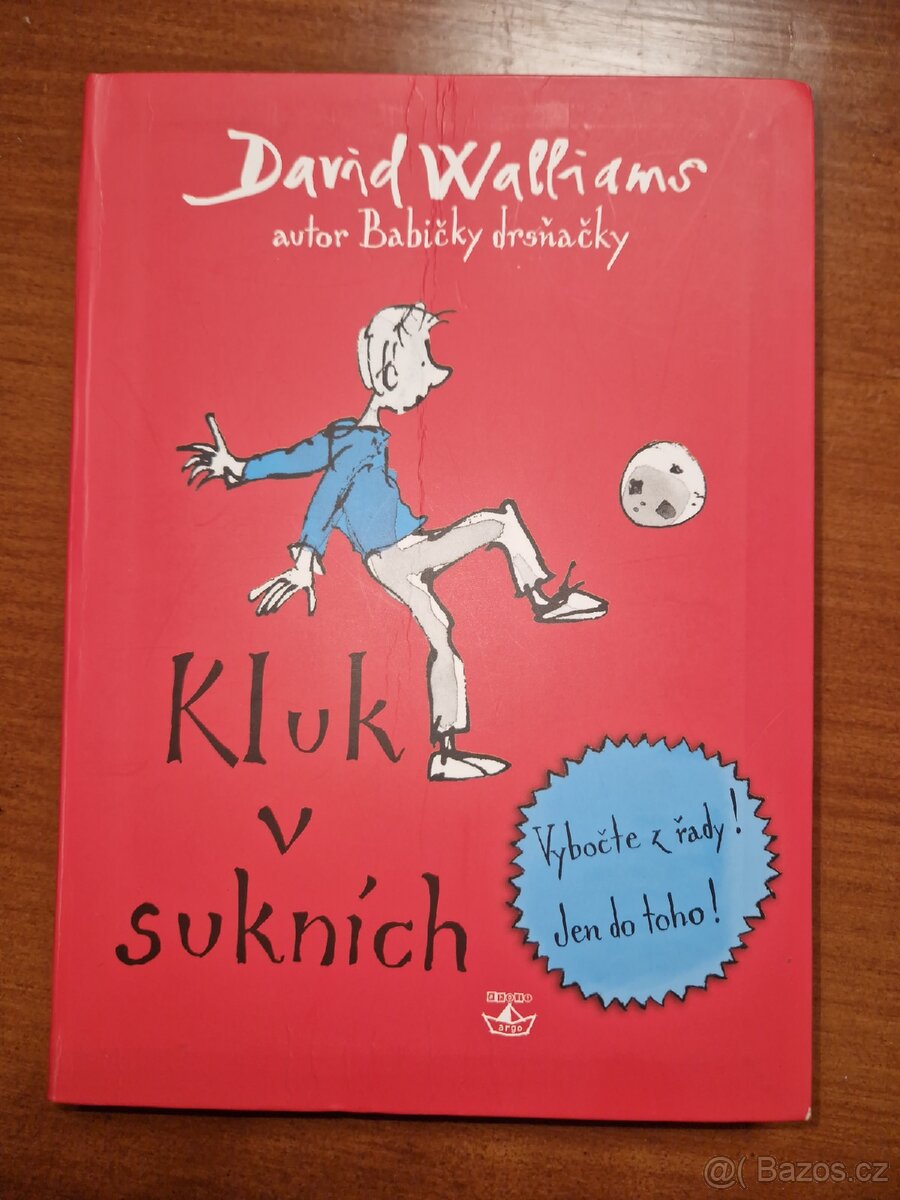 David Walliams
autor Babičky drsňačky
Kluk
v
sukních
Vybočte z řady!
Jen do toho!
argo
@( Bazos.cz